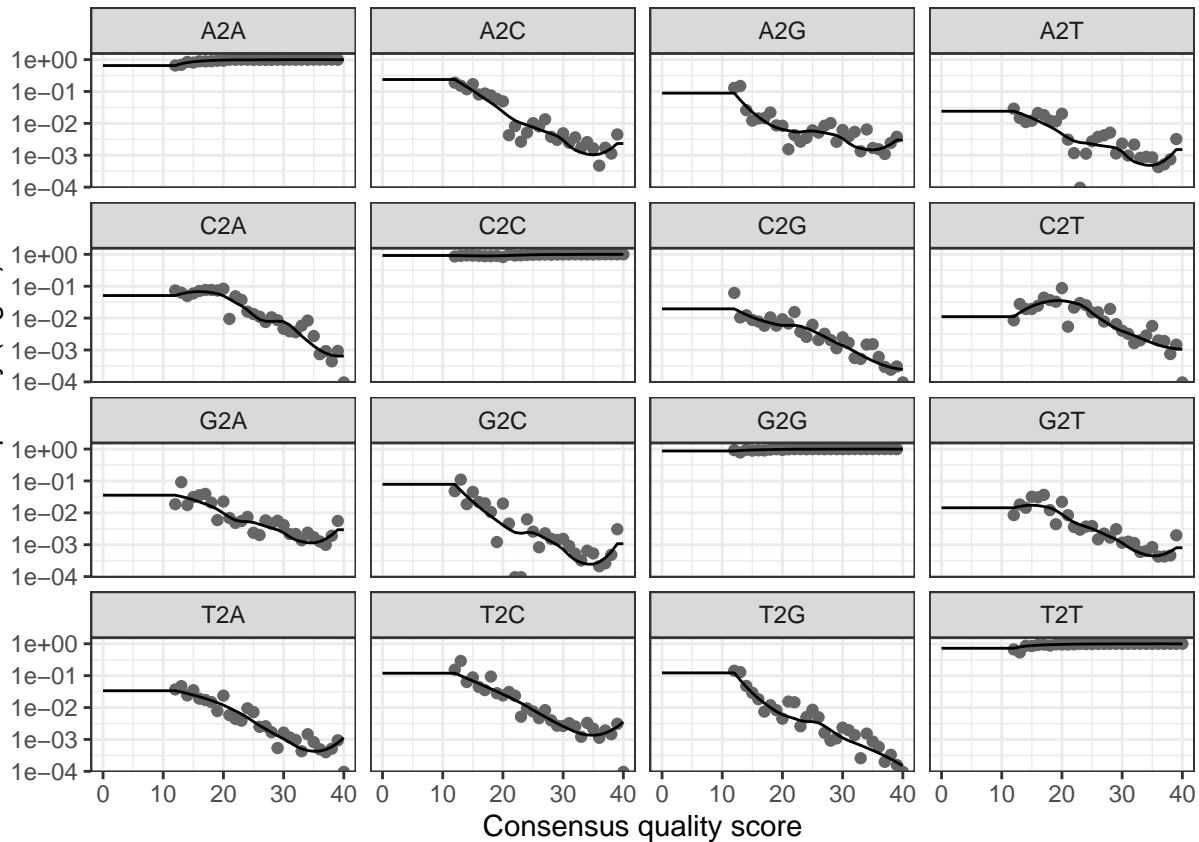 A2A A2C A2G A2T
1e+00
1e−01
1e−02
1e−03
1e−04
C2A C2C C2G C2T
1e+00
1e−01
1e−02
1e−03
1e−04
G2A G2C G2G G2T
1e+00
1e−01
1e−02
1e−03
1e−04
T2A T2C T2G T2T
1e+00
1e−01
1e−02
1e−03
1e−04
0 10 20 30 40 0 10 20 30 40 0 10 20 30 40 0 10 20 30 40
Consensus quality score